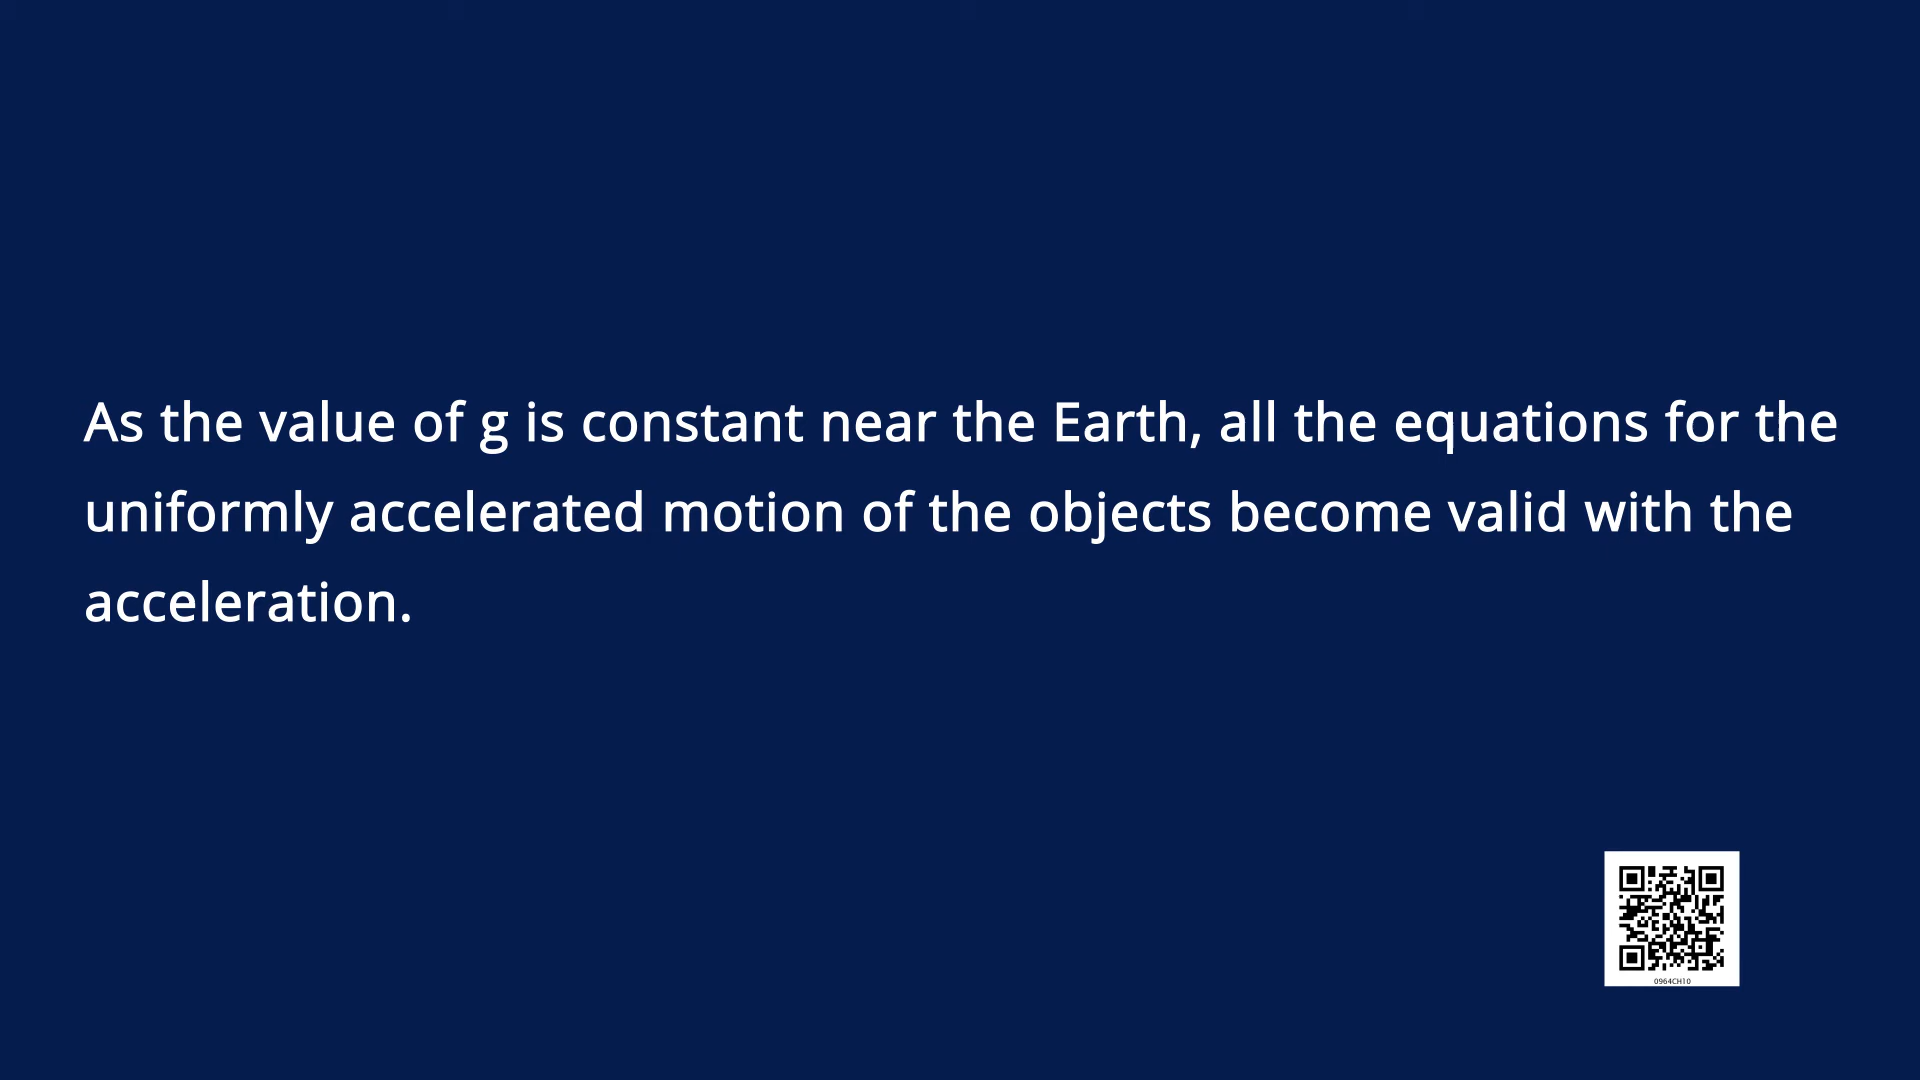 As the value of g is constant near the Earth, all the equations for the
uniformly accelerated motion of the objects become valid with the
acceleration.
0964CH10